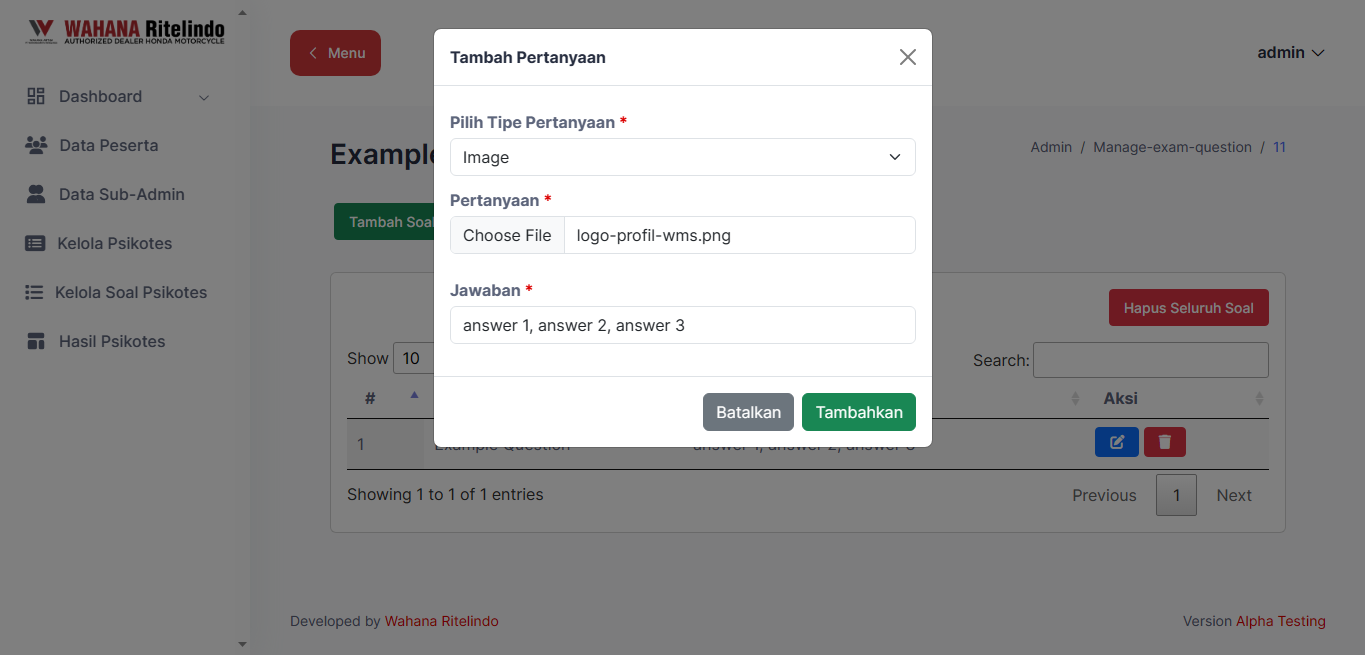 WAHANA Ritelindo
AUTHORIZED DEALER HONDA MOTORCYCLE
Dashboard
Data Peserta
Data Sub-Admin
Kelola Psikotes
Kelola Soal Psikotes
Hasil Psikotes
Menu
admin
Example
Admin / Manage-exam-question / 11
Tambah Soal
Tambah Pertanyaan
Pilih Tipe Pertanyaan *
Image
Pertanyaan *
Choose File logo-profil-wms.png
Jawaban *
answer 1, answer 2, answer 3
Batalkan Tambahkan
Hapus Seluruh Soal
Show 10
Search:
# Aksi
1 Example Question answer 1, answer 2, answer 3
Showing 1 to 1 of 1 entries
Previous 1 Next
Developed by Wahana Ritelindo
Version Alpha Testing